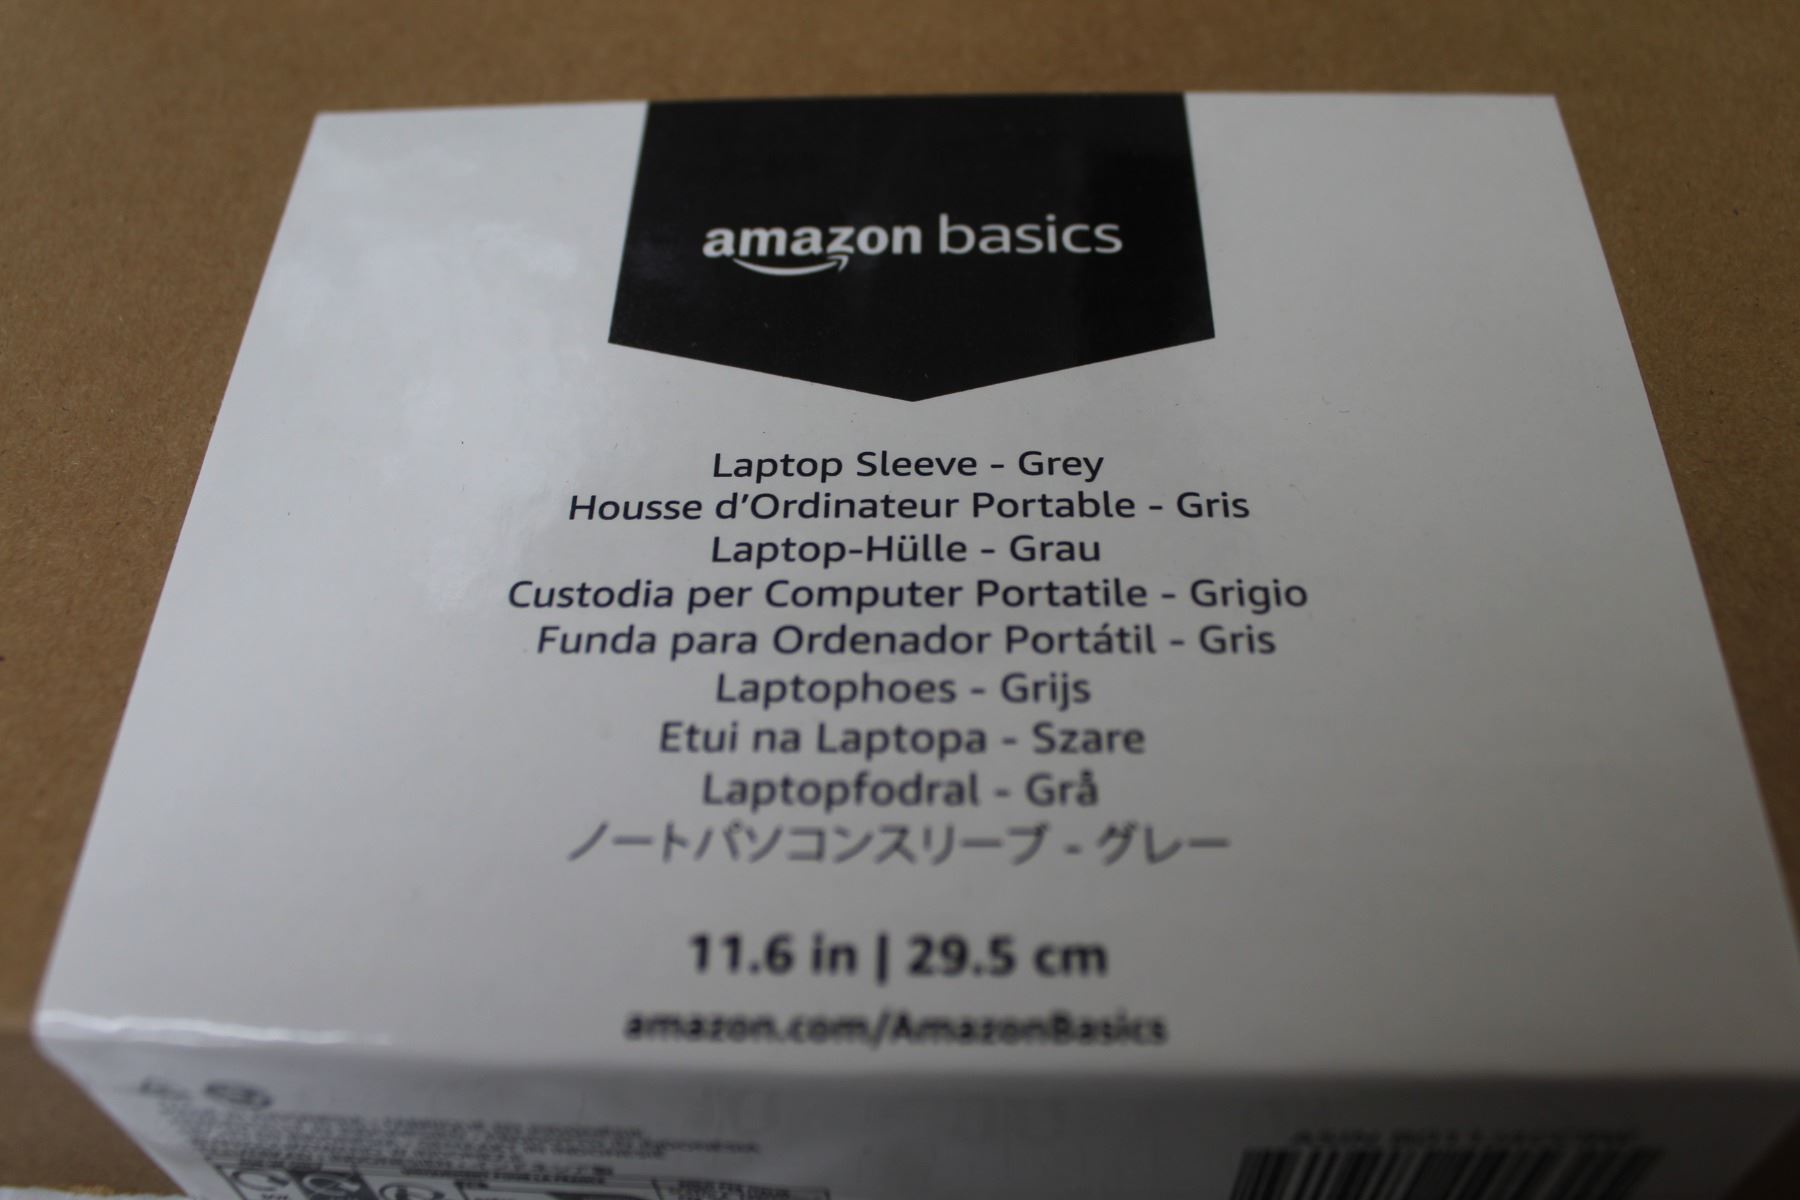 amazon basics
Laptop Sleeve - Grey
Housse d'Ordinateur Portable - Gris
Laptop-Hülle - Grau
Custodia per Computer Portatile - Grigio
Funda para Ordenador Portátil - Gris
Laptophoes - Grijs
Etui na Laptopa - Szare
Laptopfodral - Grå
ノートパソコンスリーブ - グレー
11.6 in | 29.5 cm
amazon.com/AmazonBasics